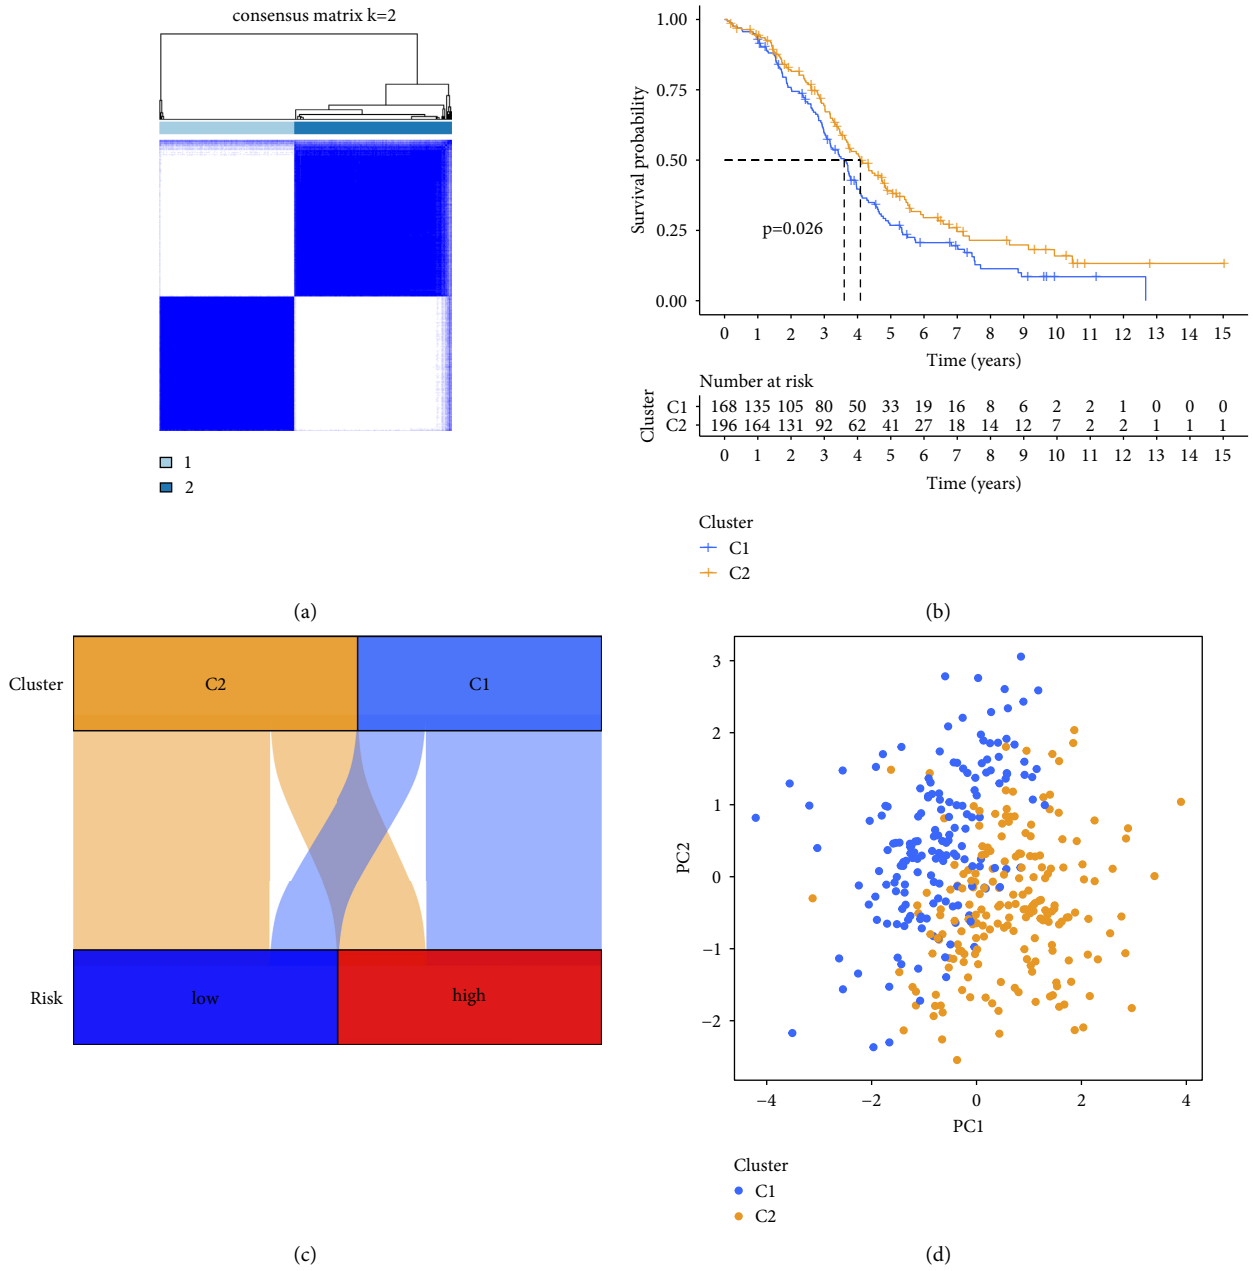 consensus matrix k=2
1
2
(a)
Survival probability
1.00
0.75
0.50
0.25
0.00
p=0.026
0 1 2 3 4 5 6 7 8 9 10 11 12 13 14 15
Time (years)
Number at risk
Cluster
C1 168 135 105 80 50 33 19 16 8 6 2 2 1 0 0 0
C2 196 164 131 92 62 41 27 18 14 12 7 2 2 1 1 1
0 1 2 3 4 5 6 7 8 9 10 11 12 13 14 15
Time (years)
Cluster
C1
C2
(b)
Cluster C2 C1
Risk low high
(c)
PC2
3
2
1
0
−1
−2
−4 −2 0 2 4
PC1
Cluster
C1
C2
(d)